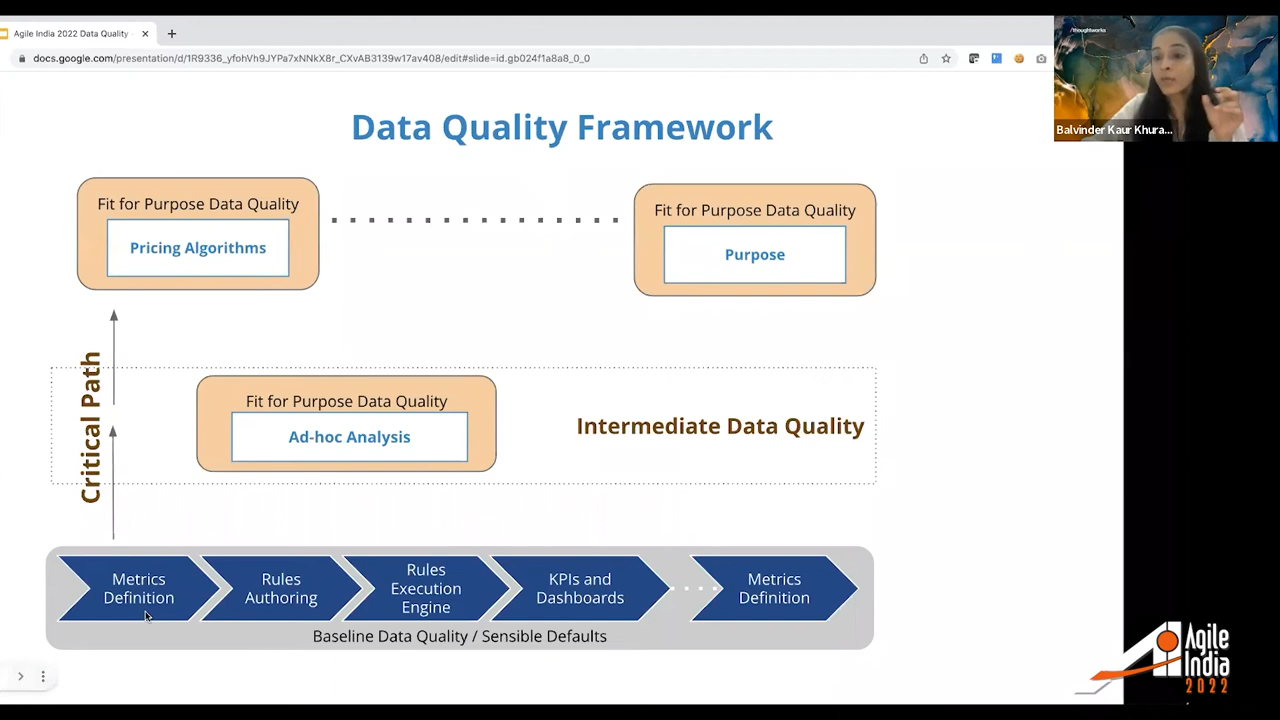 Agile India 2022 Data Quality
docs.google.com/presentation/d/1R9336_yfohVh9JYPa7xNNkX8r_CXvAB3139w17av408/edit#slide=id.gb024f1a8a8_0_0
/thoughtworks
Balvinder Kaur Khura...
Data Quality Framework
Fit for Purpose Data Quality
Pricing Algorithms
Fit for Purpose Data Quality
Purpose
Critical Path
Fit for Purpose Data Quality
Ad-hoc Analysis
Intermediate Data Quality
Metrics
Definition
Rules
Authoring
Rules
Execution
Engine
KPIs and
Dashboards
Metrics
Definition
Baseline Data Quality / Sensible Defaults
Agile
India
2022